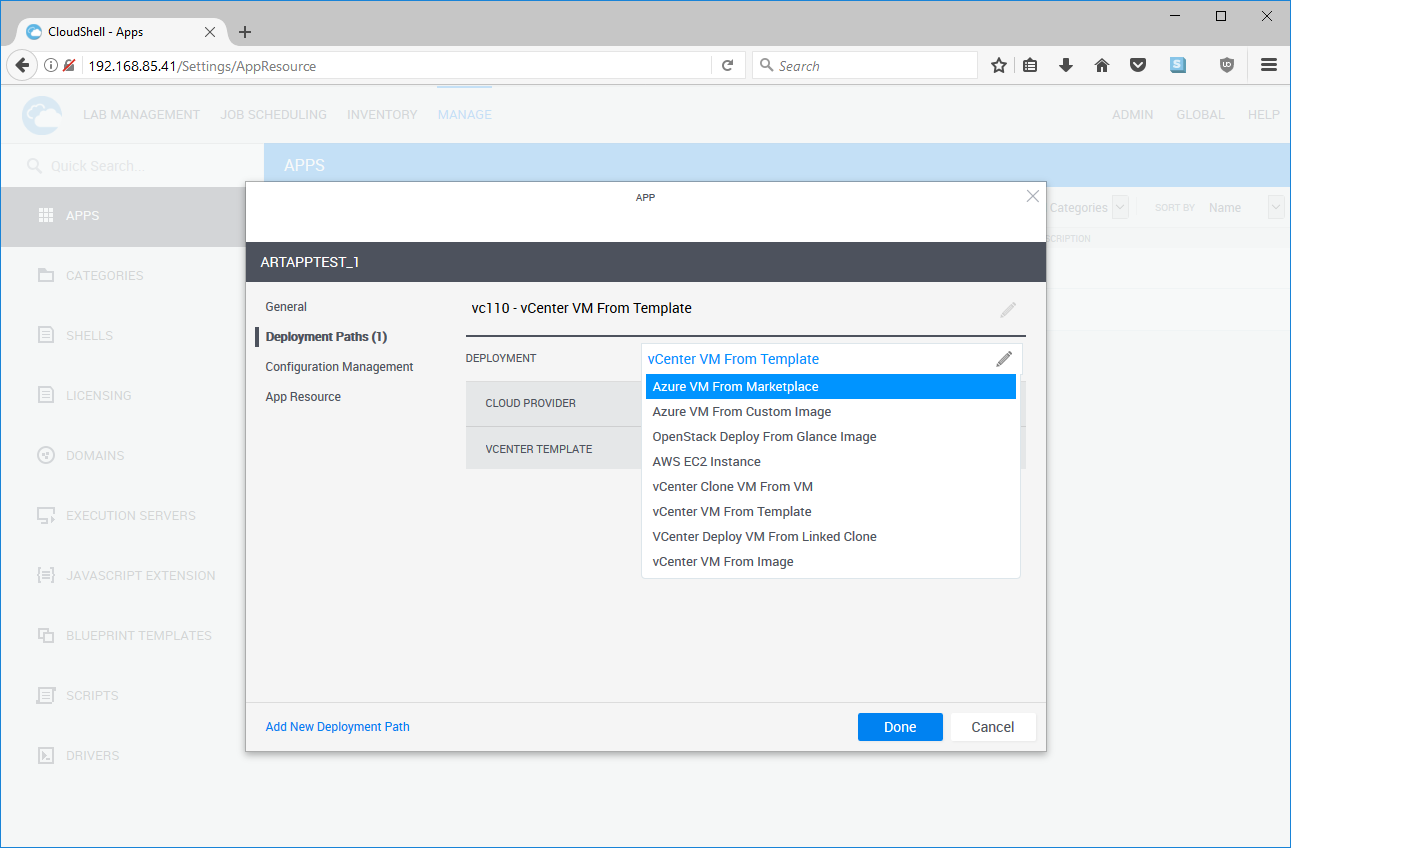 CloudShell - Apps
192.168.85.41/Settings/AppResource
Search
S
LAB MANAGEMENT JOB SCHEDULING INVENTORY MANAGE ADMIN GLOBAL HELP
Quick Search...
APPS
APPS
CATEGORIES
SHELLS
LICENSING
DOMAINS
EXECUTION SERVERS
JAVASCRIPT EXTENSION
BLUEPRINT TEMPLATES
SCRIPTS
DRIVERS
Categories SORT BY Name
CRIPTION
APP
ARTAPPTEST_1
General
Deployment Paths (1)
Configuration Management
App Resource
vc110 - vCenter VM From Template
DEPLOYMENT
vCenter VM From Template
CLOUD PROVIDER
VCENTER TEMPLATE
Azure VM From Marketplace
Azure VM From Custom Image
OpenStack Deploy From Glance Image
AWS EC2 Instance
vCenter Clone VM From VM
vCenter VM From Template
VCenter Deploy VM From Linked Clone
vCenter VM From Image
Add New Deployment Path
Done
Cancel